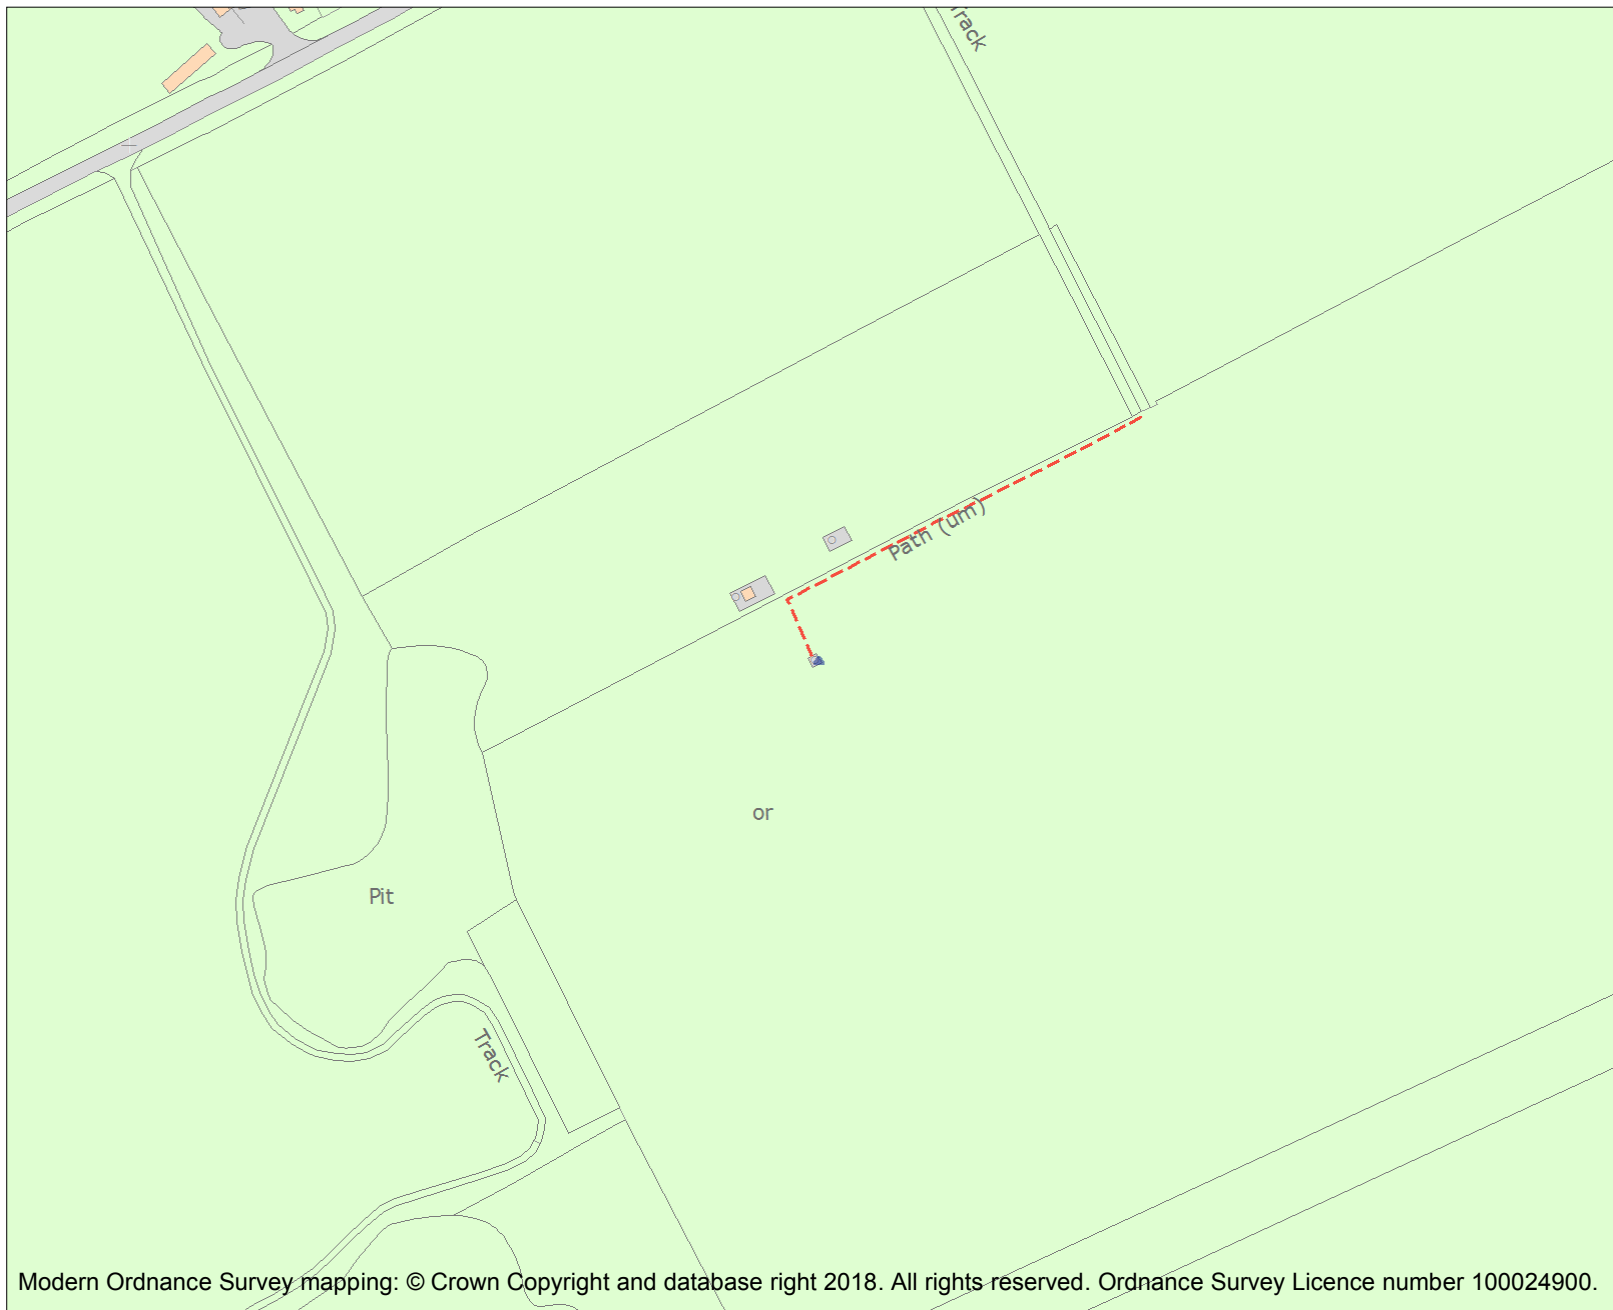 Track
Path (um)
or
Pit
Track
Modern Ordnance Survey mapping: © Crown Copyright and database right 2018. All rights reserved. Ordnance Survey Licence number 100024900.